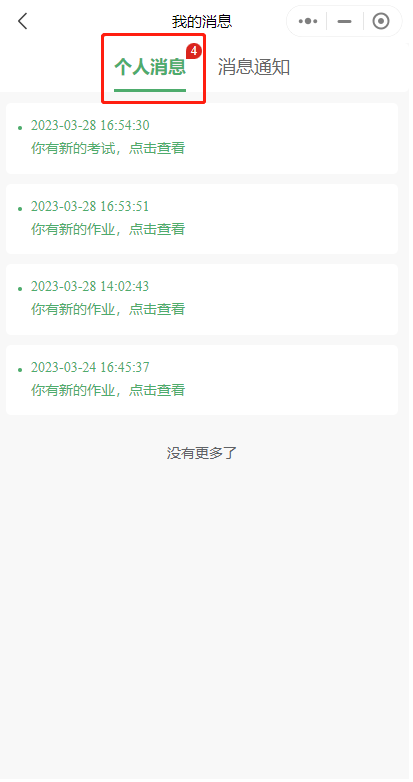 我的消息
个人消息 4
消息通知
2023-03-28 16:54:30
你有新的考试，点击查看
2023-03-28 16:53:51
你有新的作业，点击查看
2023-03-28 14:02:43
你有新的作业，点击查看
2023-03-24 16:45:37
你有新的作业，点击查看
没有更多了